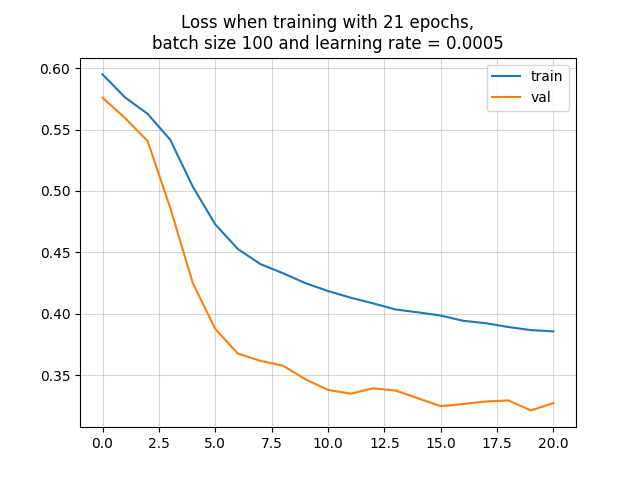 Loss when training with 21 epochs,
batch size 100 and learning rate = 0.0005
train
val
0.60
0.55
0.50
0.45
0.40
0.35
0.0 2.5 5.0 7.5 10.0 12.5 15.0 17.5 20.0